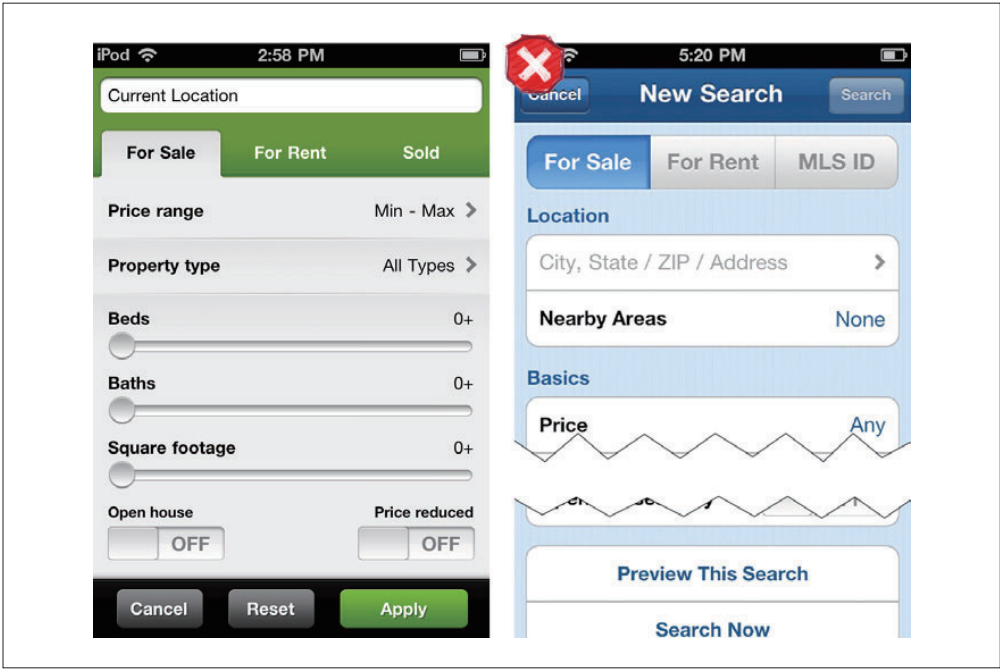 iPod 2:58 PM
Current Location
For Sale For Rent Sold
Price range Min - Max
Property type All Types
Beds 0+
Baths 0+
Square footage 0+
Open house Price reduced
OFF OFF
Cancel Reset Apply
5:20 PM
Cancel New Search Search
For Sale For Rent MLS ID
Location
City, State / ZIP / Address
Nearby Areas None
Basics
Price Any
Preview This Search
Search Now